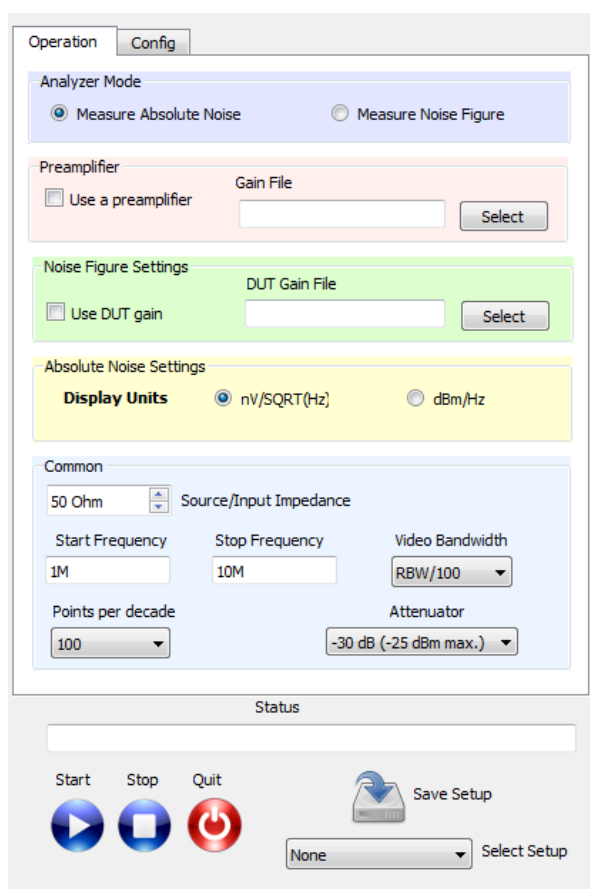 Operation Config
Analyzer Mode
Measure Absolute Noise Measure Noise Figure
Preamplifier
Gain File
Use a preamplifier
Select
Noise Figure Settings
DUT Gain File
Use DUT gain
Select
Absolute Noise Settings
Display Units nV/SQRT(Hz) dBm/Hz
Common
50 Ohm Source/Input Impedance
Start Frequency Stop Frequency Video Bandwidth
1M 10M RBW/100
Points per decade Attenuator
100 -30 dB (-25 dBm max.)
Status
Start Stop Quit
Save Setup
None Select Setup